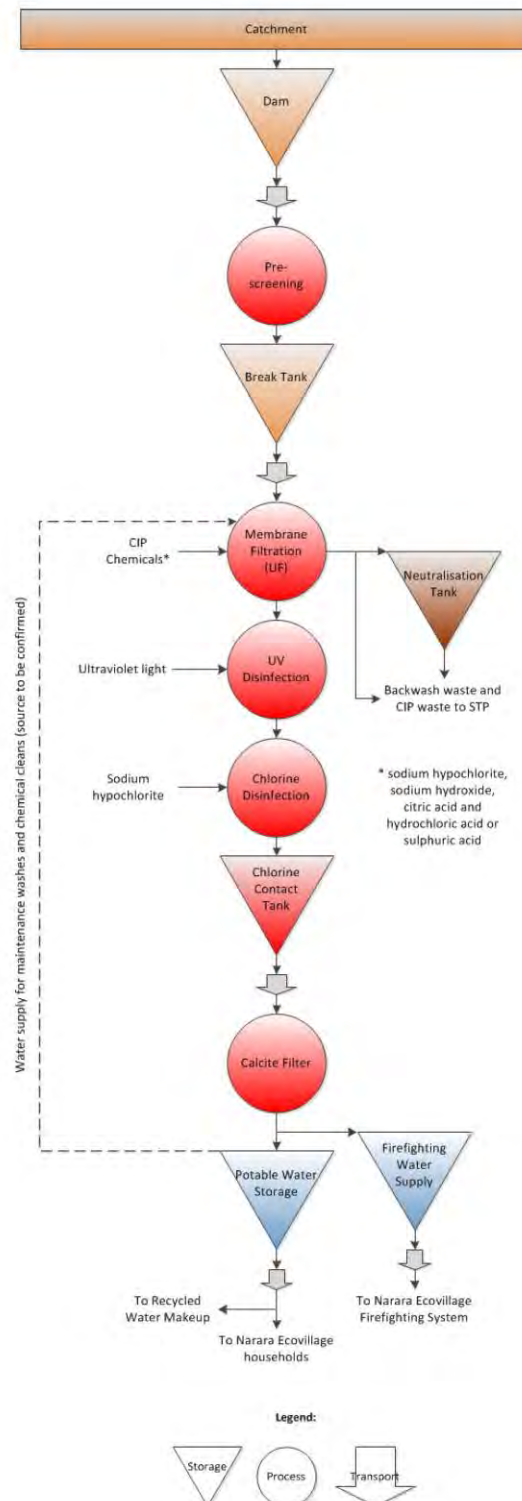 Catchment
Dam
Pre-
screening
Break Tank
CIP
Chemicals*
Membrane
Filtration
(UF)
Neutralisation
Tank
Ultraviolet light
UV
Disinfection
Backwash waste and
CIP waste to STP
Sodium
hypochlorite
Chlorine
Disinfection
* sodium hypochlorite,
sodium hydroxide,
citric acid and
hydrochloric acid or
sulphuric acid
Water supply for maintenance washes and chemical cleans (source to be confirmed)
Chlorine
Contact
Tank
Calcite Filter
Potable Water
Storage
Firefighting
Water
Supply
To Recycled
Water Makeup
To Narara Ecovillage
households
To Narara Ecovillage
Firefighting System
Legend:
Storage
Process
Transport